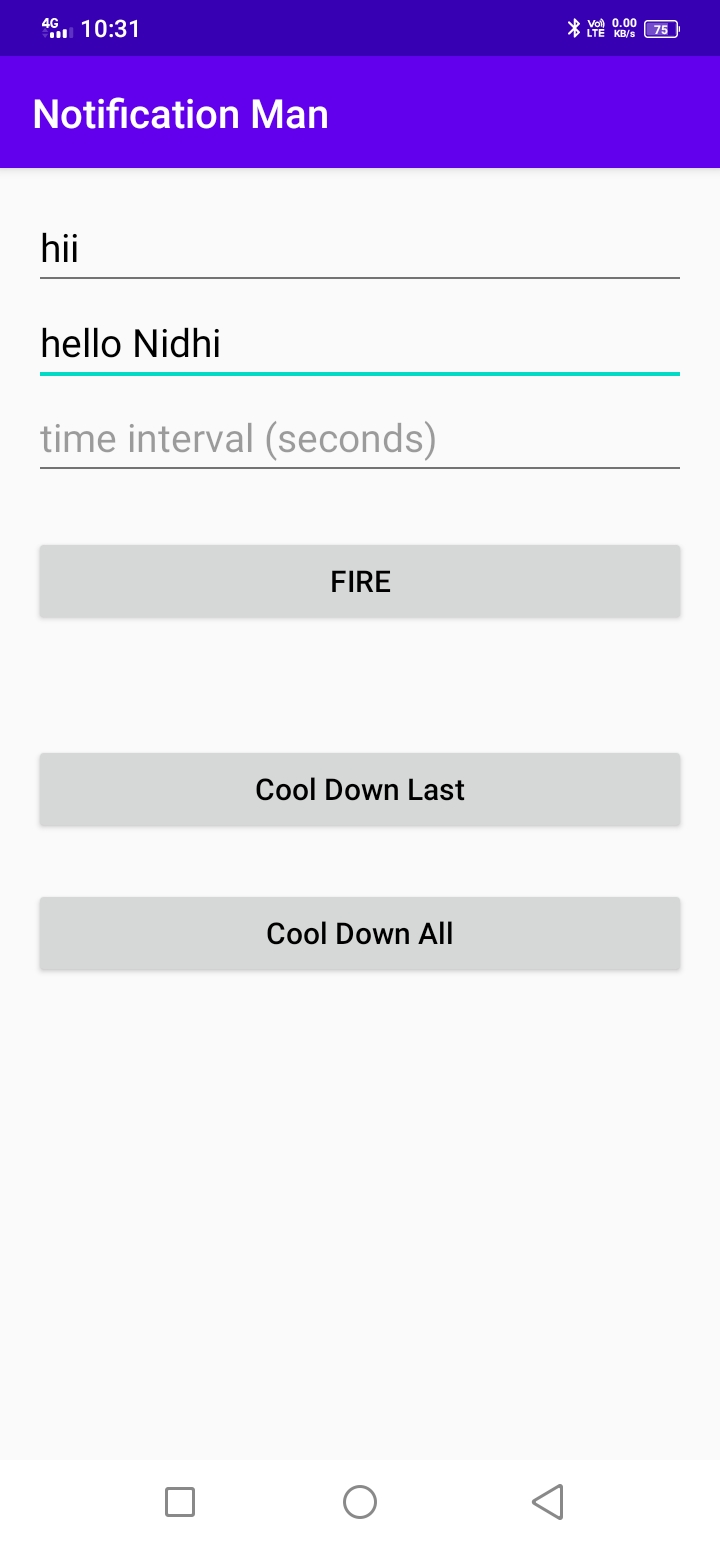 4G 10:31 Vo) LTE 0.00 KB/s 75
Notification Man
hii
hello Nidhi
time interval (seconds)
FIRE
Cool Down Last
Cool Down All